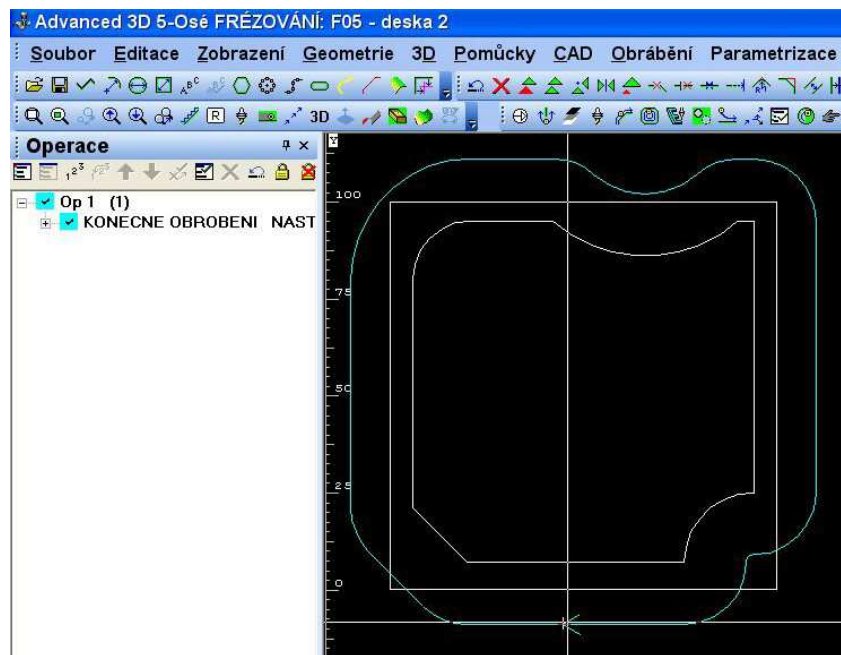 Advanced 3D 5-Osé FRÉZOVÁNÍ: F05 - deska 2
Soubor Editace Zobrazení Geometrie 3D Pomůcky CAD Obrábění Parametrizace
3D
Operace
Op 1 (1)
KONECNE OBROBENI NAST
Y
100
75
50
25
0